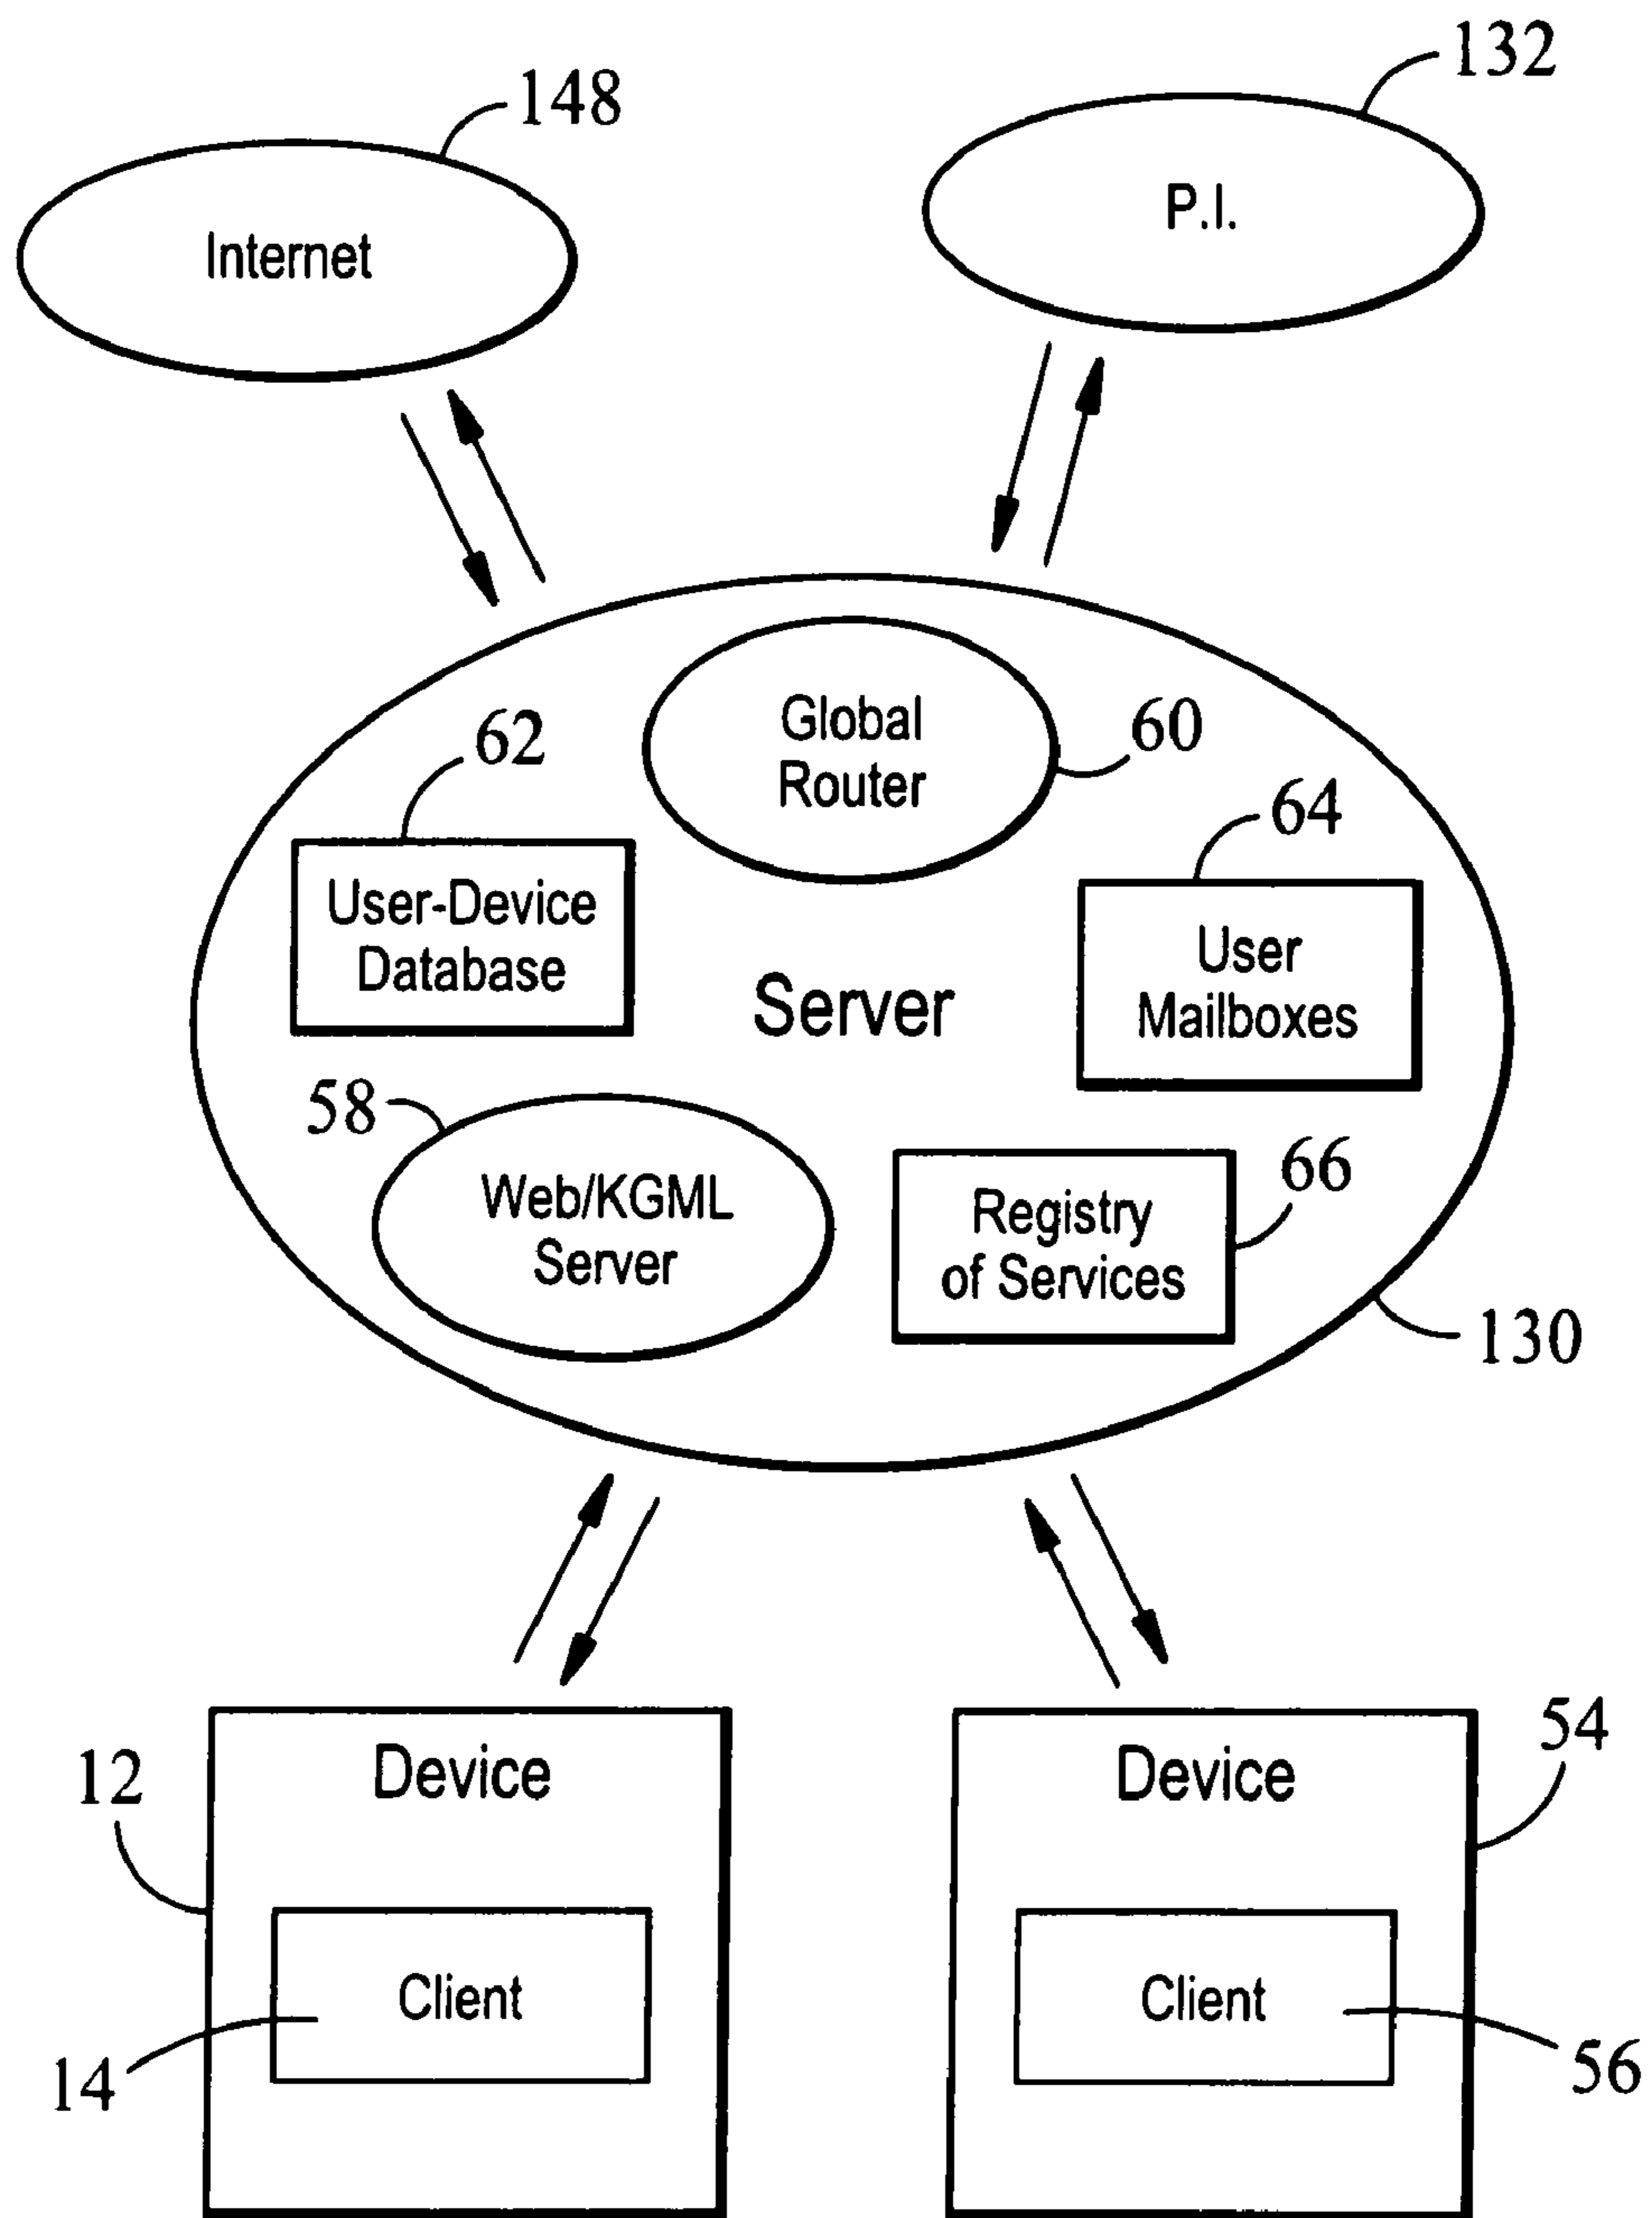 132
148
P.I.
Internet
Global
Router
60
62
64
User-Device
Database
User
Mailboxes
Server
58
66
Web/KGML
Server
Registry
of Services
130
54
Device
Device
12
Client
Client
14
56